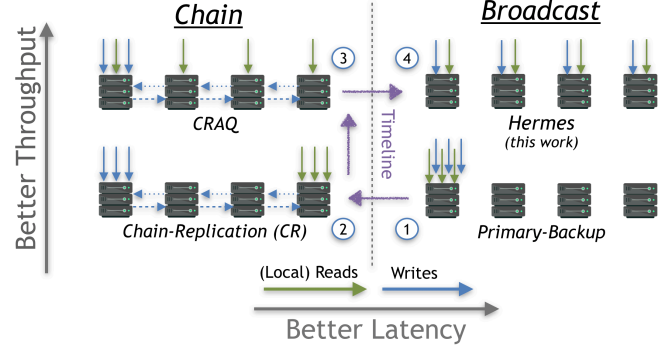 Chain
Broadcast
Better Throughput
3
4
CRAQ
Hermes
(this work)
Timeline
Chain-Replication (CR)
2
1
Primary-Backup
(Local) Reads
Writes
Better Latency